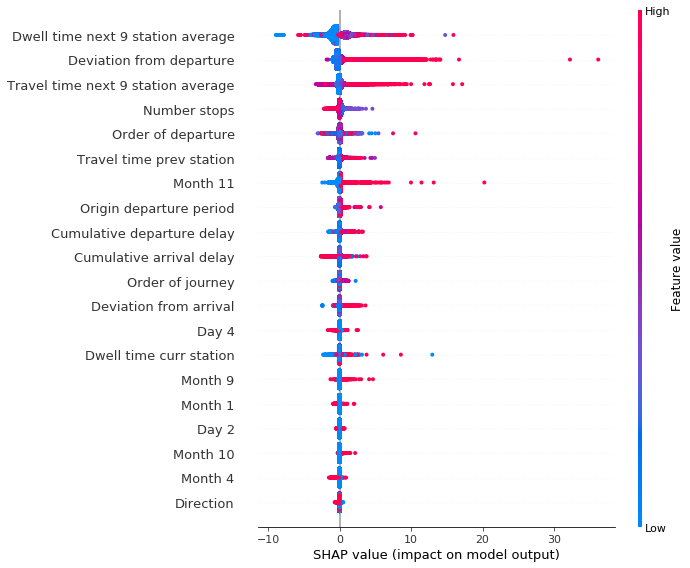 High
Dwell time next 9 station average
Deviation from departure
Travel time next 9 station average
Number stops
Order of departure
Travel time prev station
Month 11
Origin departure period
Cumulative departure delay
Cumulative arrival delay
Order of journey
Deviation from arrival
Day 4
Dwell time curr station
Month 9
Month 1
Day 2
Month 10
Month 4
Direction
Feature value
Low
−10 0 10 20 30
SHAP value (impact on model output)